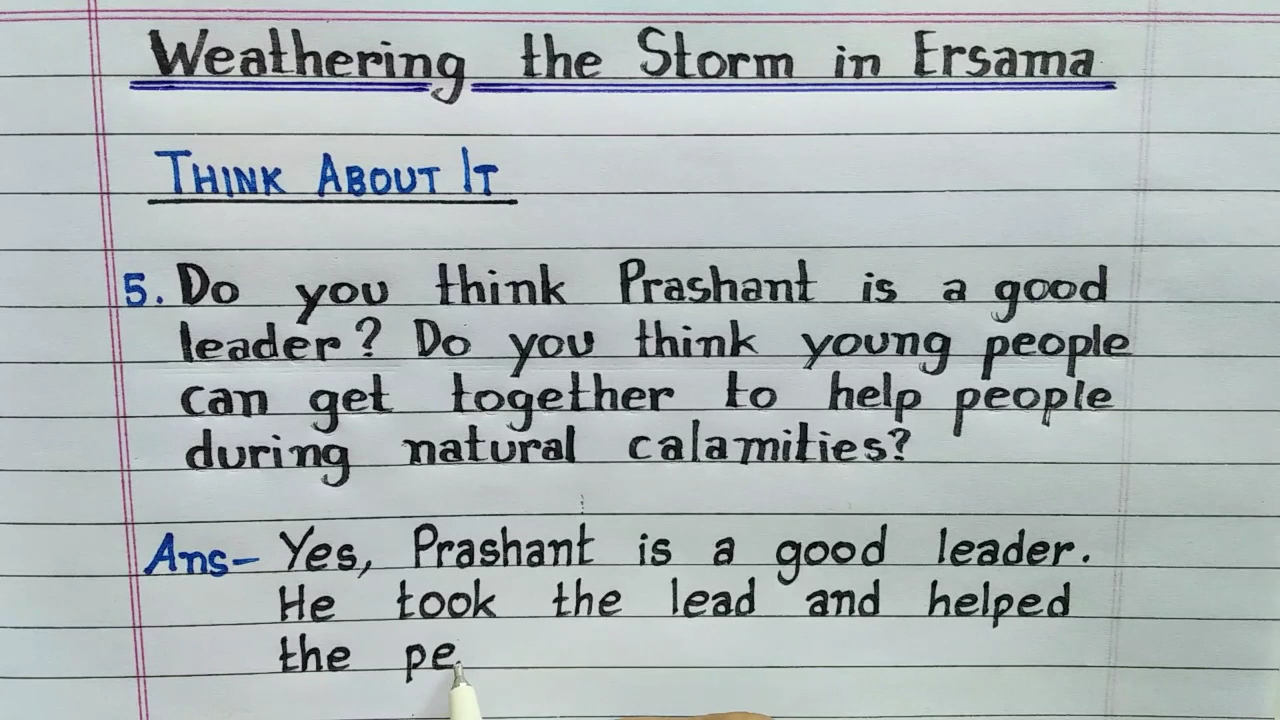 Weathering the Storm in Ersama
THINK ABOUT IT
5. Do you think Prashant is a good
leader? Do you think young people
can get together to help people
during natural calamities?
Ans- Yes, Prashant is a good leader.
He took the lead and helped
the pe